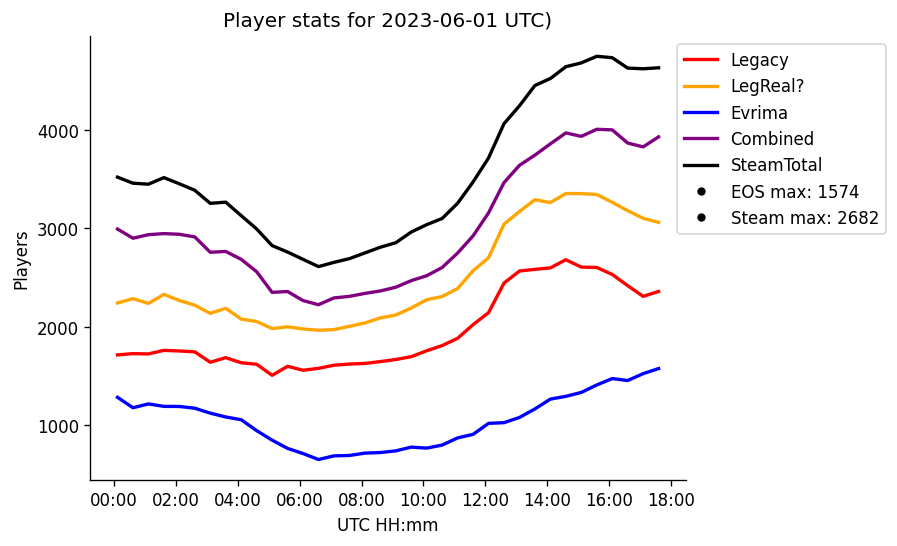 Player stats for 2023-06-01 UTC)
Legacy
LegReal?
Evrima
Combined
SteamTotal
EOS max: 1574
Steam max: 2682
Players
4000
3000
2000
1000
00:00 02:00 04:00 06:00 08:00 10:00 12:00 14:00 16:00 18:00
UTC HH:mm